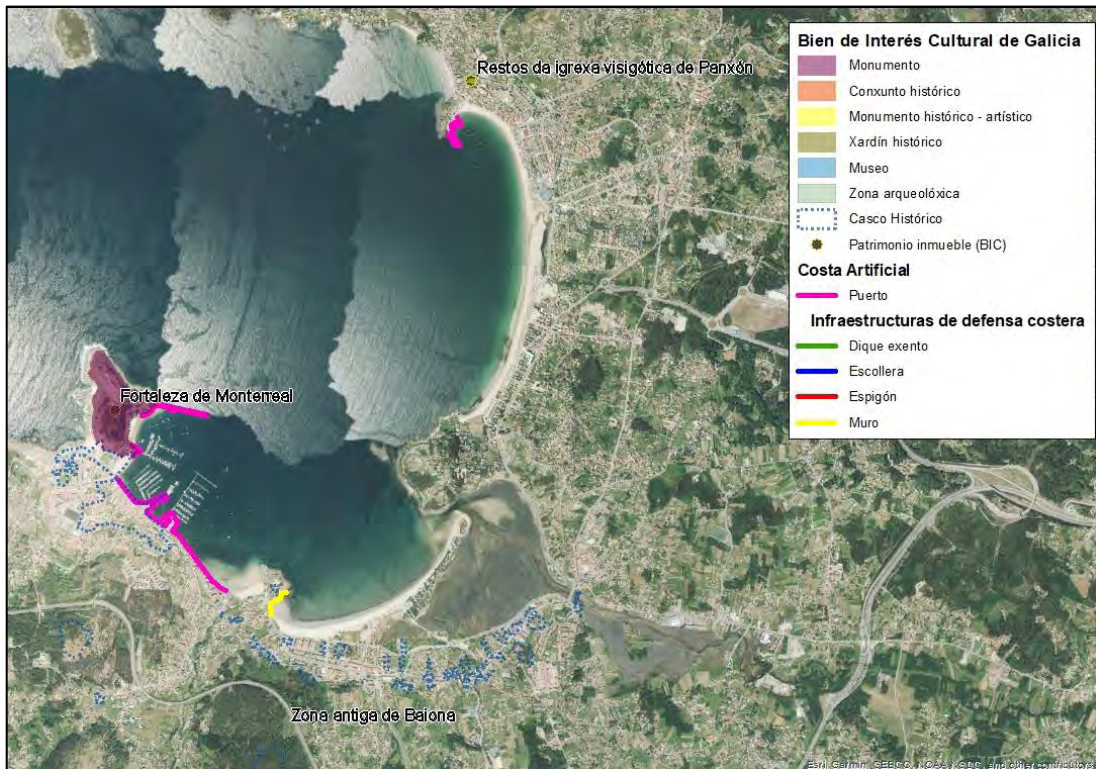 Restos da igrexa visigótica de Panxón
Fortaleza de Monterreal
Zona antiga de Baiona
Bien de Interés Cultural de Galicia
Monumento
Conxunto histórico
Monumento histórico - artístico
Xardín histórico
Museo
Zona arqueolóxica
Casco Histórico
Patrimonio inmueble (BIC)
Costa Artificial
Puerto
Infraestructuras de defensa costera
Dique exento
Escollera
Espigón
Muro
Esri, Garmin, GEBCO, NOAA NGDC, and other contributors